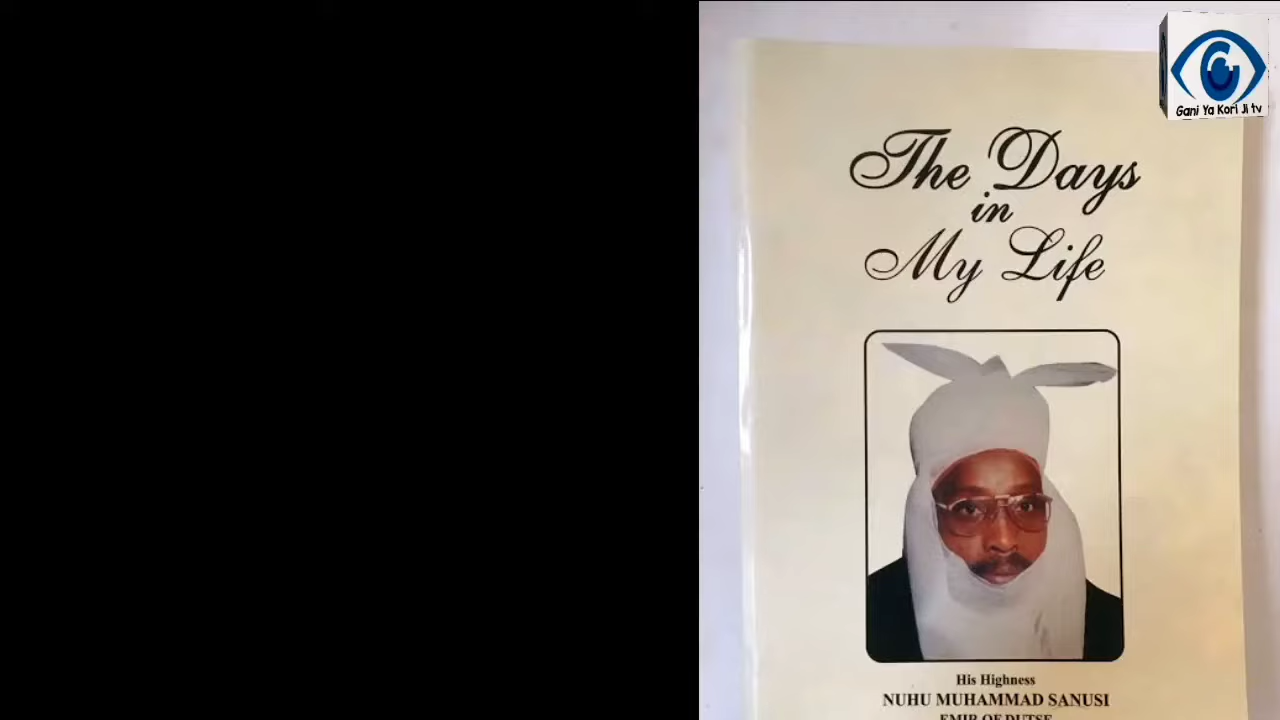 Gani Ya Kori Ji tv
The Days
in
My Life
His Highness
NUHU MUHAMMAD SANUSI
EMIR OF DUTSE